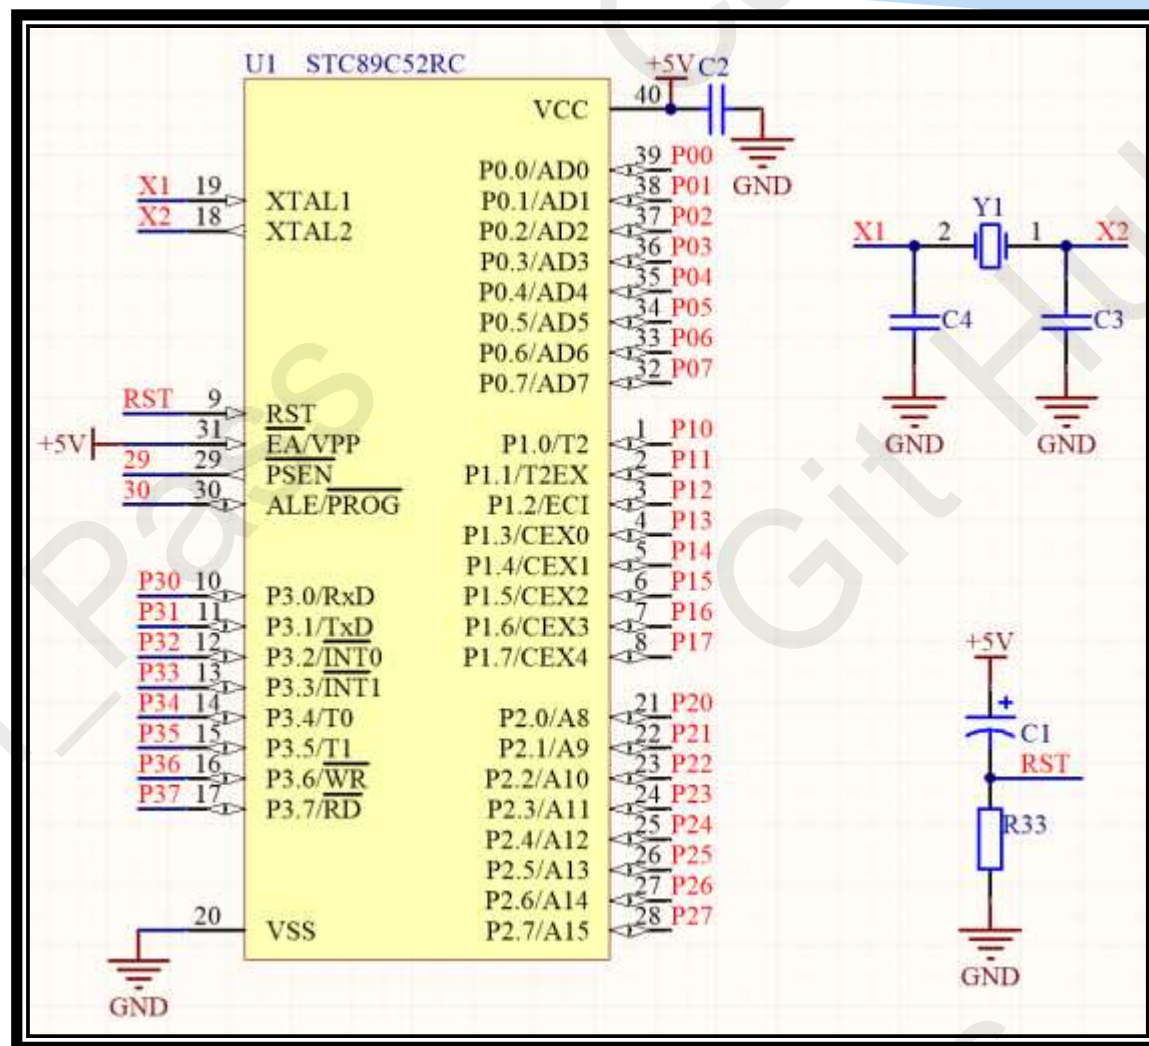 U1 STC89C52RC
+5V C2
40
VCC
GND
X1 19 XTAL1
X2 18 XTAL2
P0.0/AD0 39 P00
P0.1/AD1 38 P01
P0.2/AD2 37 P02
P0.3/AD3 36 P03
P0.4/AD4 35 P04
P0.5/AD5 34 P05
P0.6/AD6 33 P06
P0.7/AD7 32 P07
RST 9 RST
+5V 31 EA/VPP
29 29 PSEN
30 30 ALE/PROG
P1.0/T2 1 P10
P1.1/T2EX 2 P11
P1.2/ECI 3 P12
P1.3/CEX0 4 P13
P1.4/CEX1 5 P14
P1.5/CEX2 6 P15
P1.6/CEX3 7 P16
P1.7/CEX4 8 P17
P30 10 P3.0/RxD
P31 11 P3.1/TxD
P32 12 P3.2/INT0
P33 13 P3.3/INT1
P34 14 P3.4/T0
P35 15 P3.5/T1
P36 16 P3.6/WR
P37 17 P3.7/RD
P2.0/A8 21 P20
P2.1/A9 22 P21
P2.2/A10 23 P22
P2.3/A11 24 P23
P2.4/A12 25 P24
P2.5/A13 26 P25
P2.6/A14 27 P26
P2.7/A15 28 P27
20 VSS
GND
Y1
X1 2 1 X2
C4 C3
GND GND
+5V
+
C1
RST
R33
GND
Pass
Git Hu